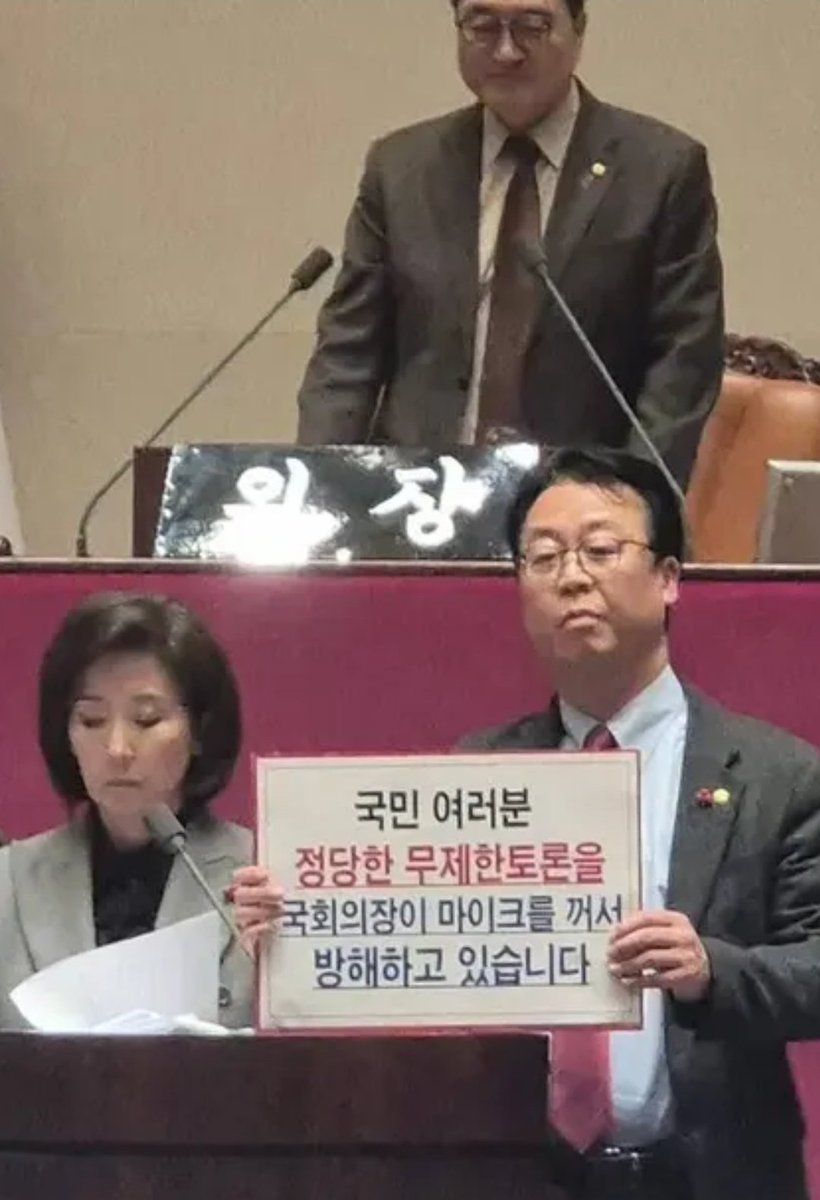 의장
국민 여러분
정당한 무제한토론을
국회의장이 마이크를 꺼서
방해하고 있습니다